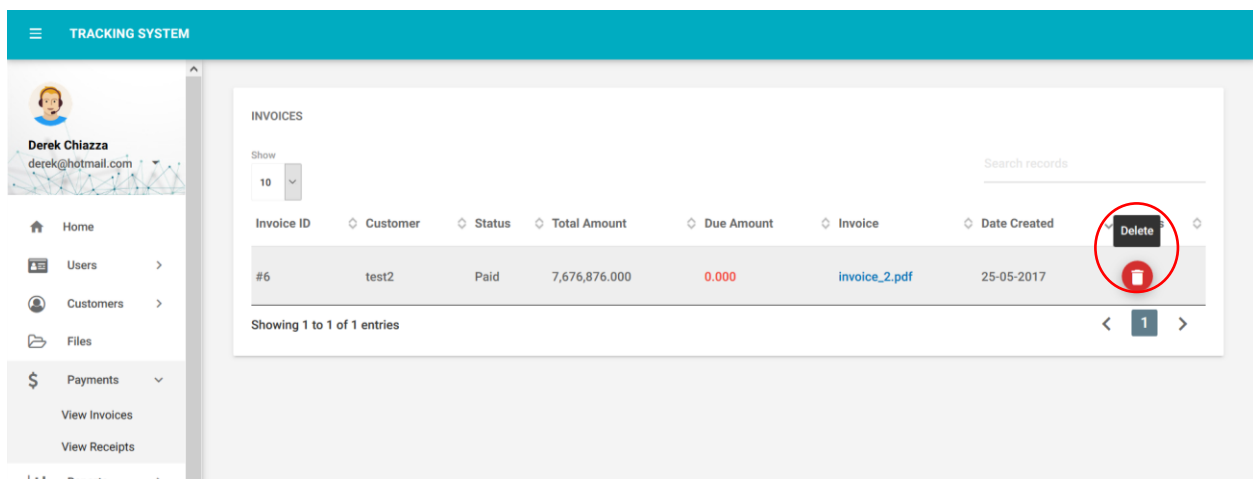 TRACKING SYSTEM
Derek Chiazza
derek@hotmail.com
Home
Users
Customers
Files
$ Payments
View Invoices
View Receipts
INVOICES
Show
10
Search records
Invoice ID Customer Status Total Amount Due Amount Invoice Date Created
Delete
#6 test2 Paid 7,676,876.000 0.000 invoice_2.pdf 25-05-2017
Showing 1 to 1 of 1 entries
1